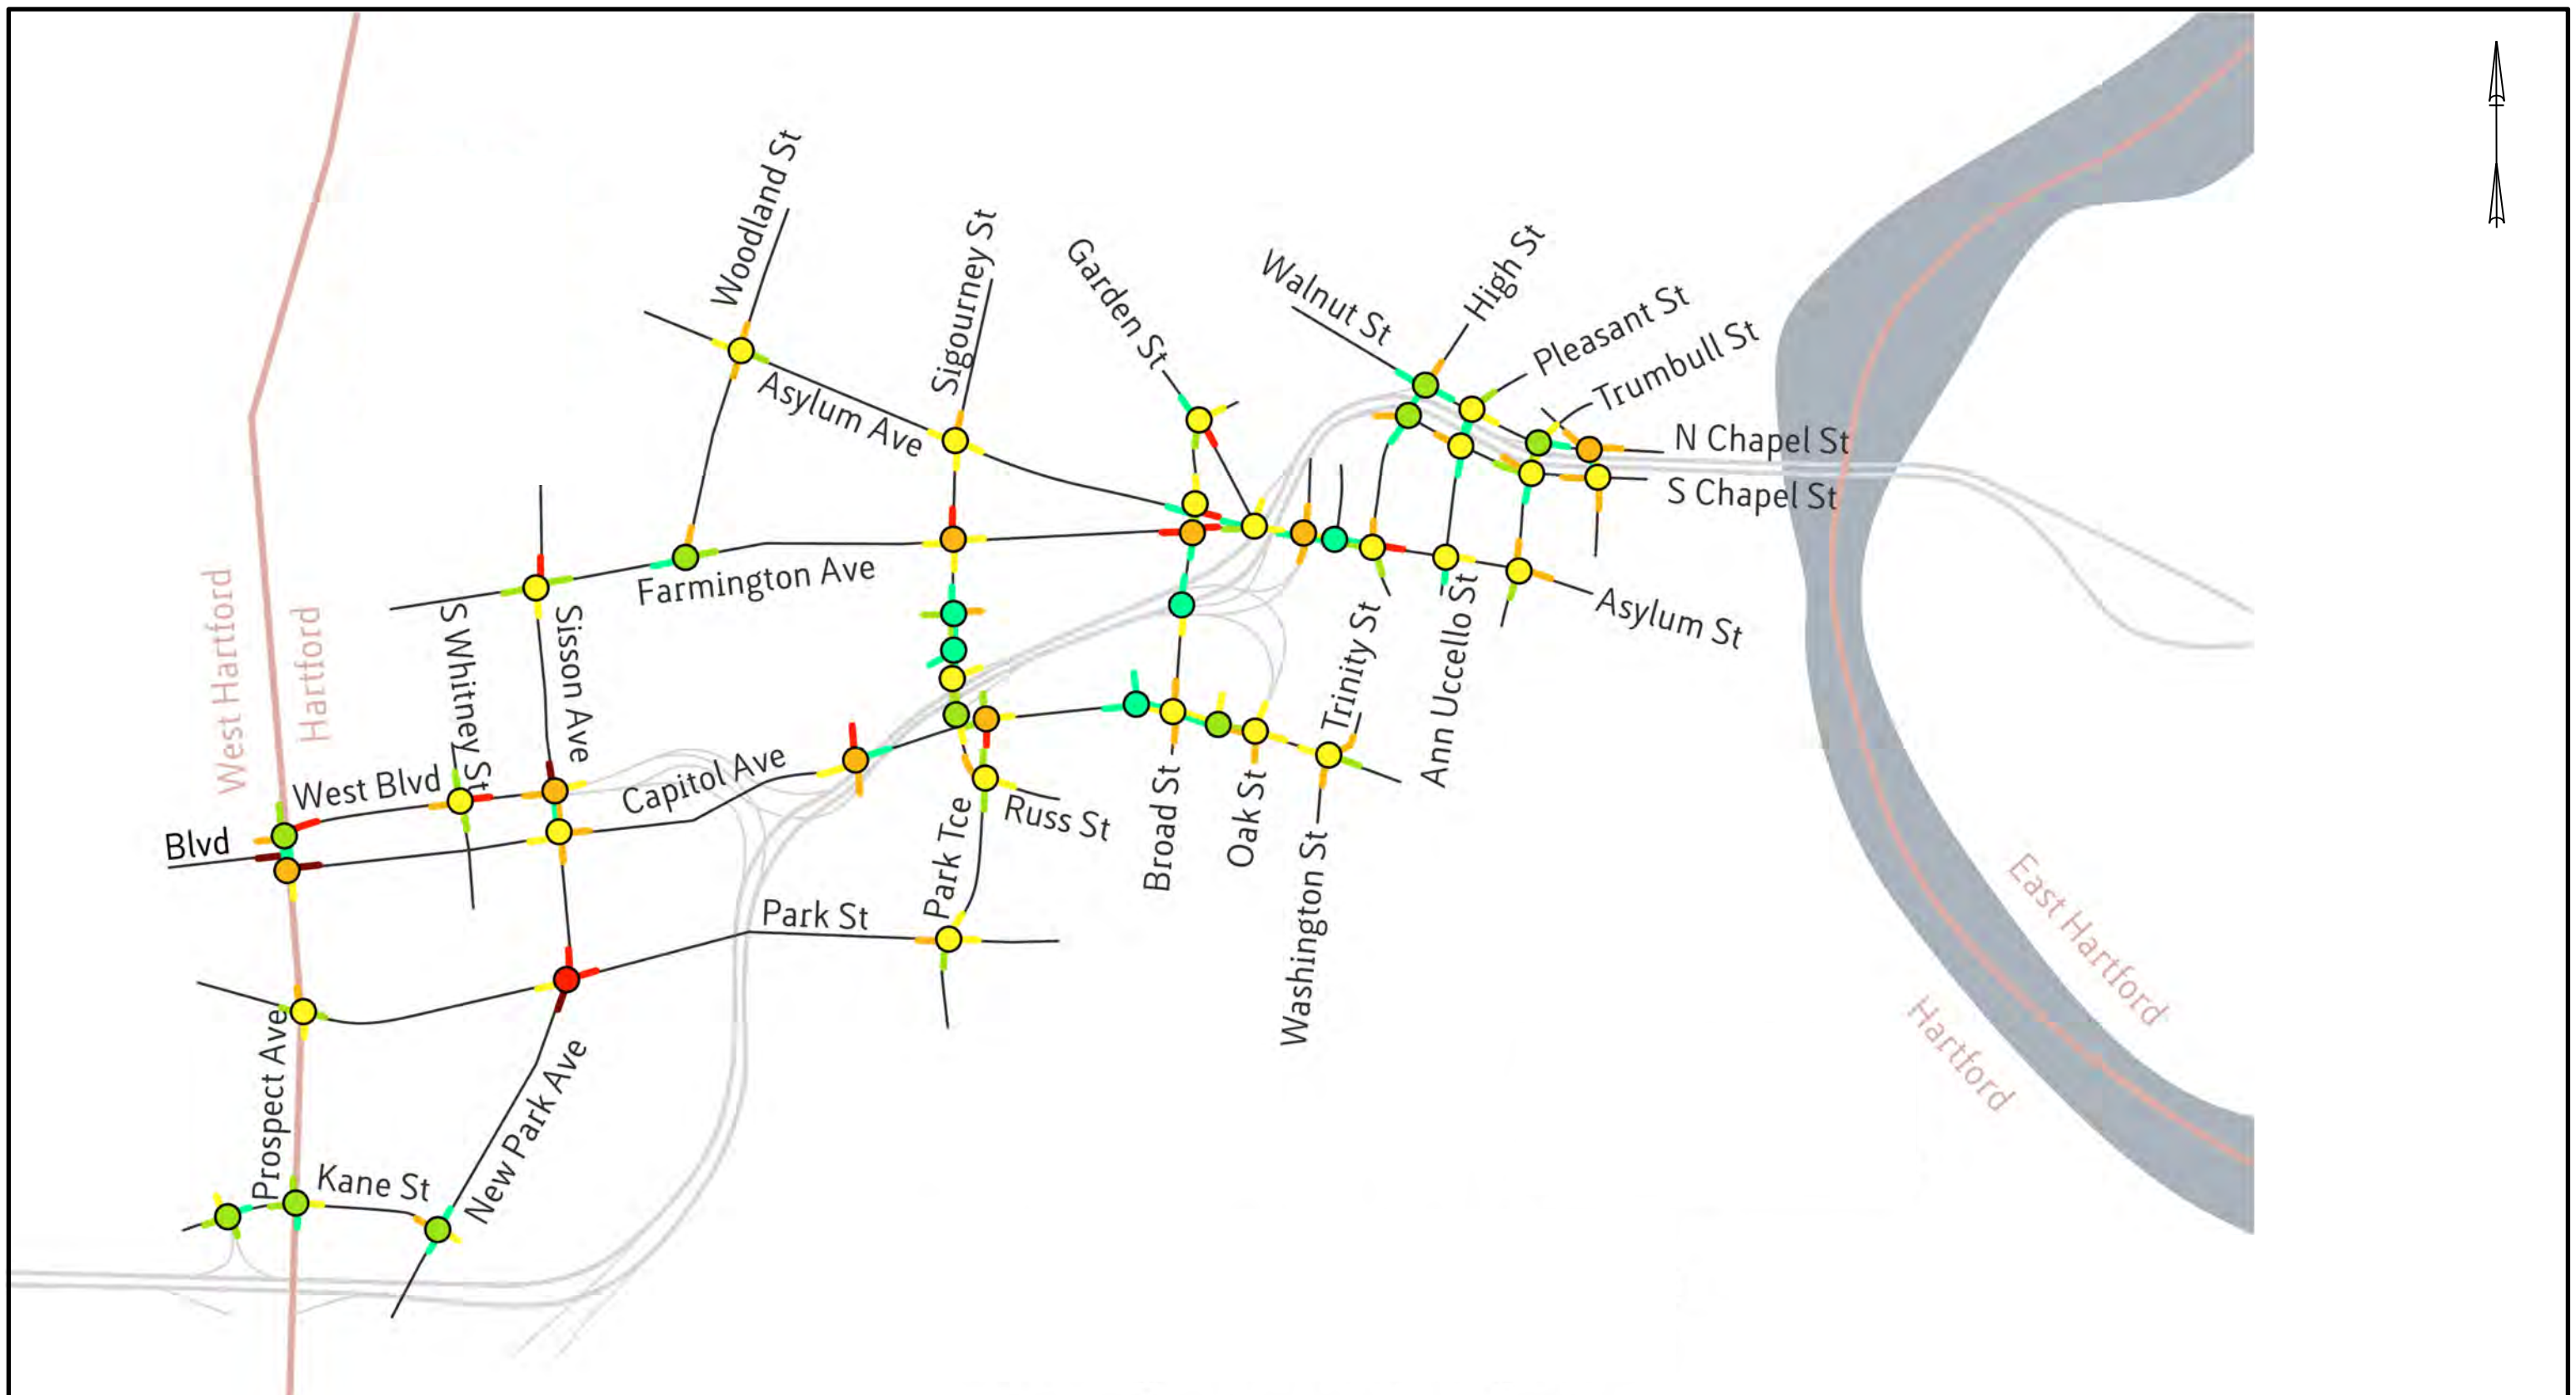 Woodland St
Sigourney St
Garden St
Walnut St
High St
Pleasant St
Trumbull St
N Chapel St
S Chapel St
Asylum Ave
Farmington Ave
Asylum St
West Hartford
Hartford
S Whitney St
Sisson Ave
Trinity St
Ann Uccello St
West Blvd
Capitol Ave
Blvd
Russ St
Park Tce
Broad St
Oak St
Washington St
Park St
East Hartford
Hartford
Prospect Ave
New Park Ave
Kane St